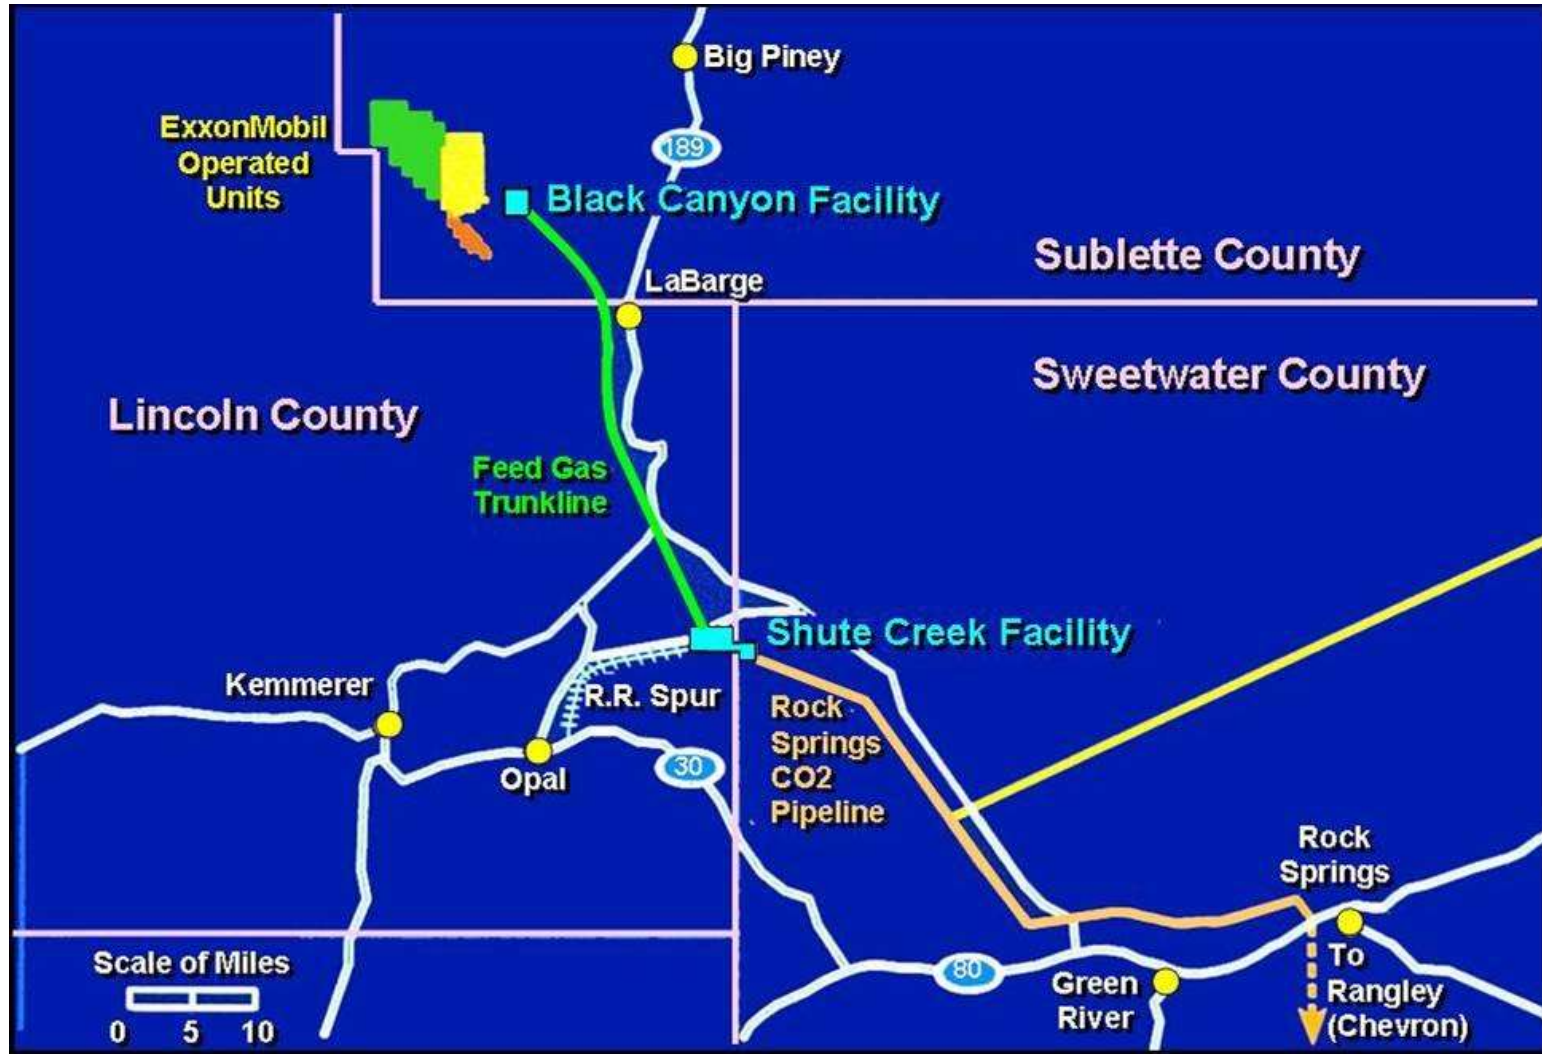 Big Piney
ExxonMobil
Operated
Units
189
Black Canyon Facility
Sublette County
LaBarge
Sweetwater County
Lincoln County
Feed Gas
Trunkline
Shute Creek Facility
Kemmerer
R.R. Spur
Rock
Springs
CO2
Pipeline
Opal
30
Rock
Springs
Scale of Miles
0 5 10
80
Green
River
To
Rangley
(Chevron)